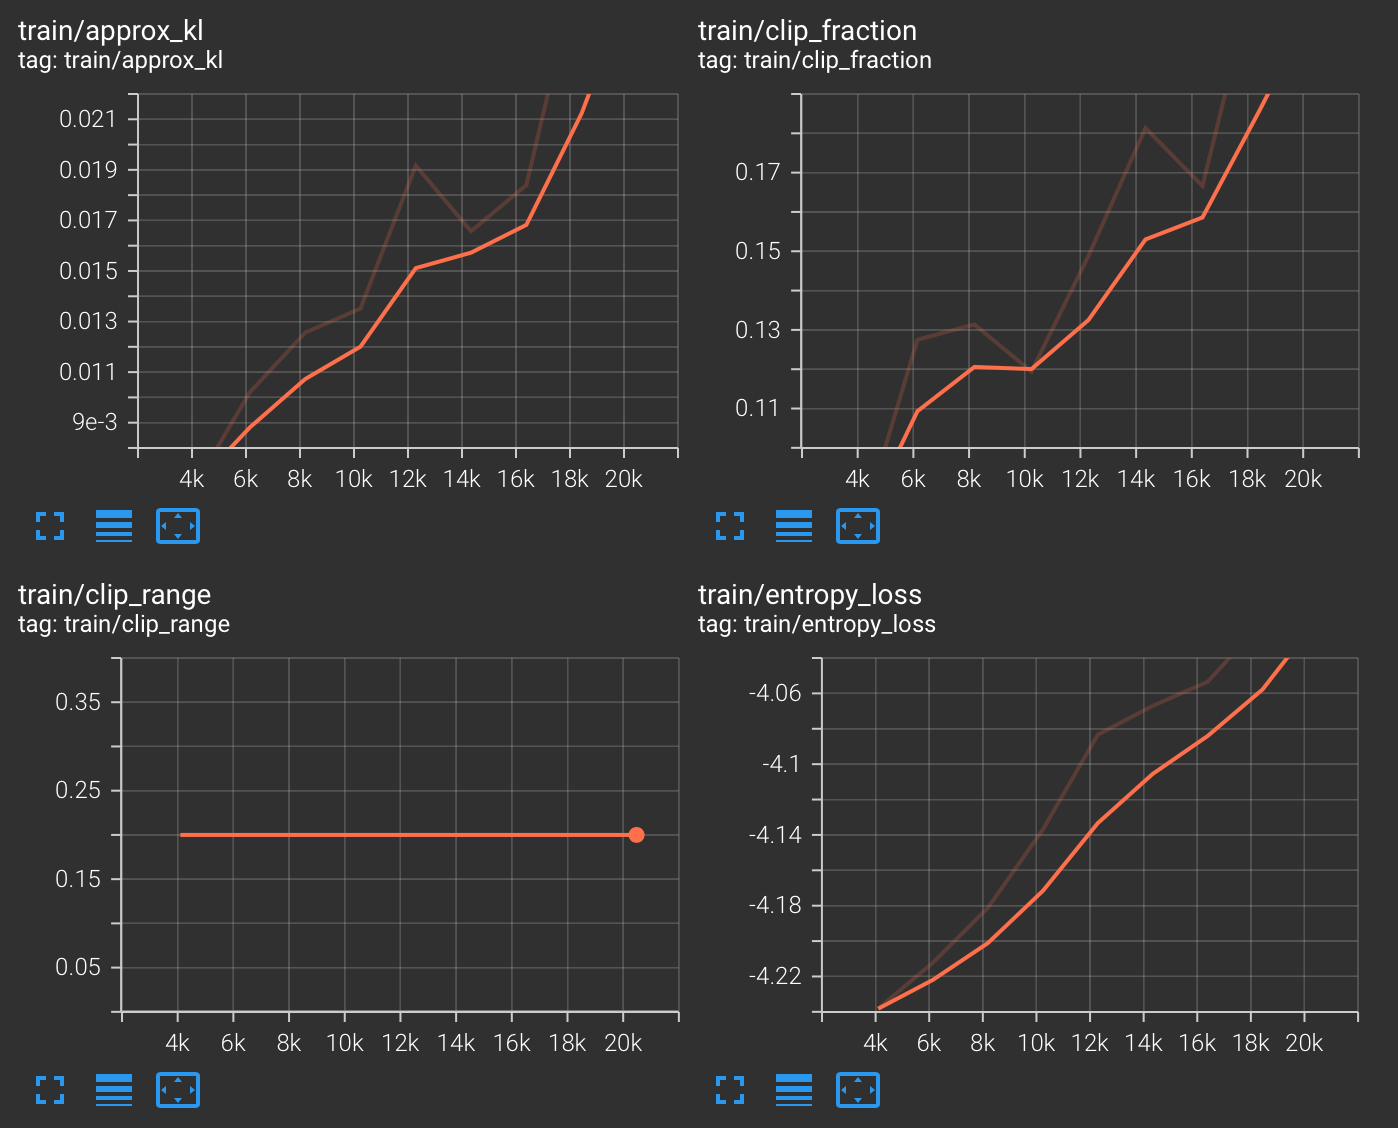 train/approx_kl
tag: train/approx_kl
0.021
0.019
0.017
0.015
0.013
0.011
9e-3
4k 6k 8k 10k 12k 14k 16k 18k 20k
train/clip_fraction
tag: train/clip_fraction
0.17
0.15
0.13
0.11
4k 6k 8k 10k 12k 14k 16k 18k 20k
train/clip_range
tag: train/clip_range
0.35
0.25
0.15
0.05
4k 6k 8k 10k 12k 14k 16k 18k 20k
train/entropy_loss
tag: train/entropy_loss
-4.06
-4.1
-4.14
-4.18
-4.22
4k 6k 8k 10k 12k 14k 16k 18k 20k